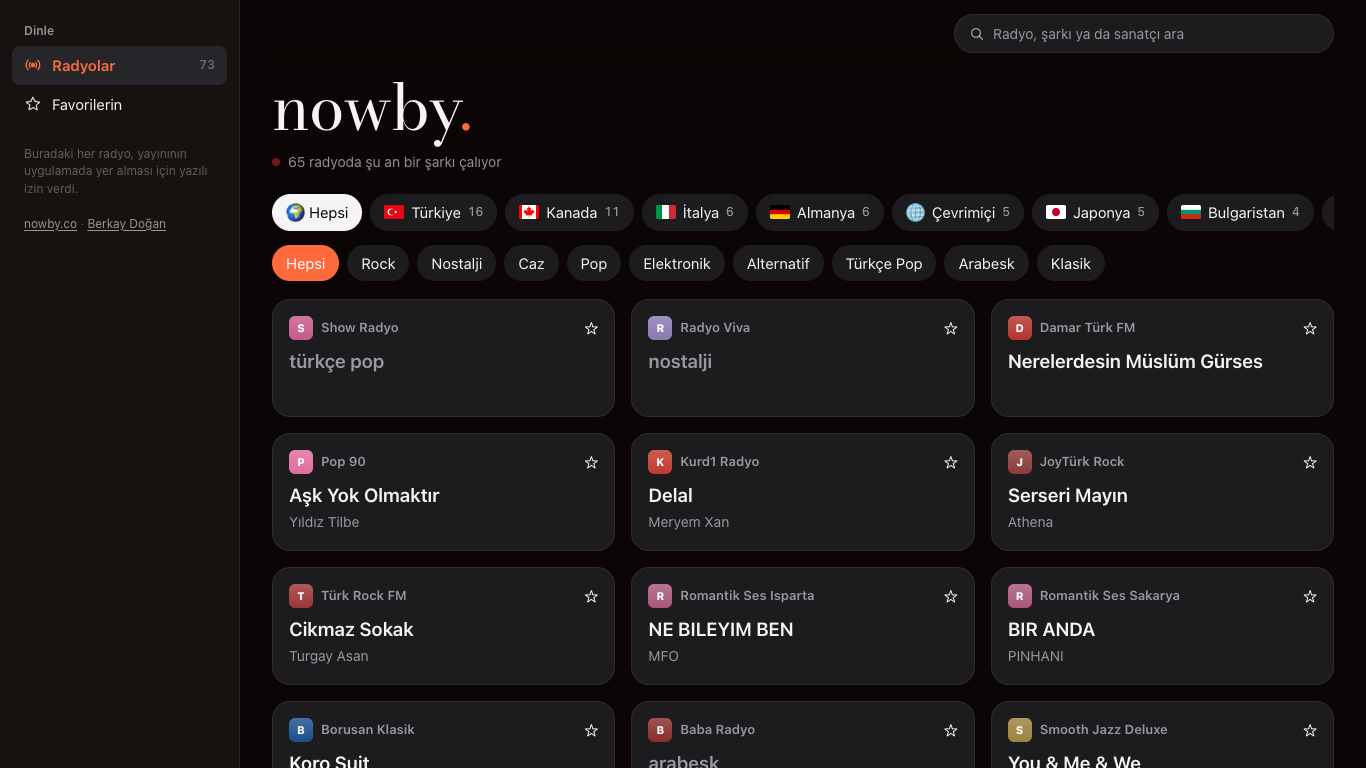 Dinle
Radyolar 73
Favorilerin
Buradaki her radyo, yayınının
uygulamada yer alması için yazılı
izin verdi.
nowby.co · Berkay Doğan
Radyo, şarkı ya da sanatçı ara
nowby.
65 radyoda şu an bir şarkı çalıyor
Hepsi Türkiye 16 Kanada 11 İtalya 6 Almanya 6 Çevrimiçi 5 Japonya 5 Bulgaristan 4
Hepsi Rock Nostalji Caz Pop Elektronik Alternatif Türkçe Pop Arabesk Klasik
S Show Radyo
türkçe pop
R Radyo Viva
nostalji
D Damar Türk FM
Nerelerdesin Müslüm Gürses
P Pop 90
Aşk Yok Olmaktır
Yıldız Tilbe
K Kurd1 Radyo
Delal
Meryem Xan
J JoyTürk Rock
Serseri Mayın
Athena
T Türk Rock FM
Cikmaz Sokak
Turgay Asan
R Romantik Ses Isparta
NE BILEYIM BEN
MFO
R Romantik Ses Sakarya
BIR ANDA
PINHANI
B Borusan Klasik
Koro Suit
B Baba Radyo
arabesk
S Smooth Jazz Deluxe
You & Me & We